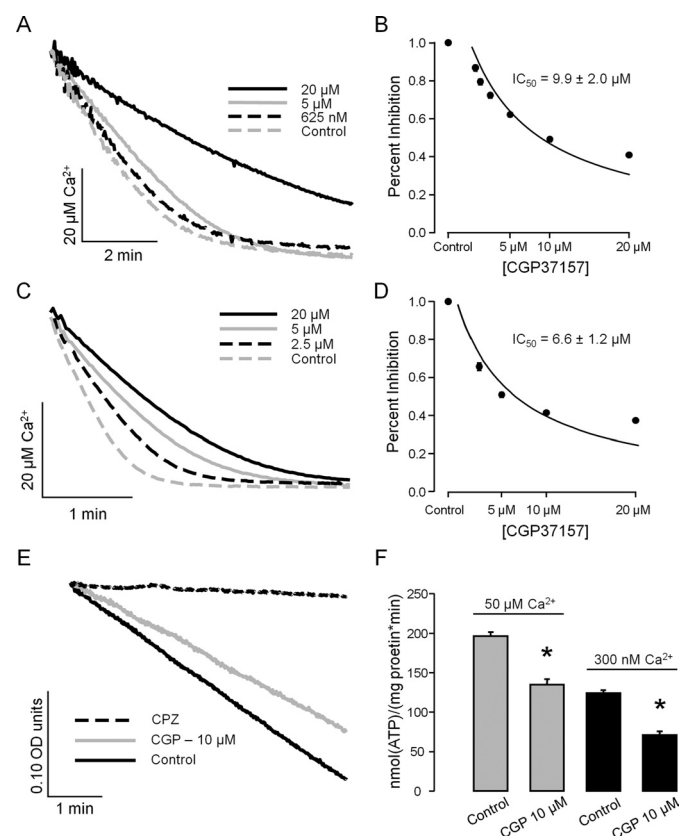 A
20 µM
5 µM
625 nM
Control
20 µM Ca2+
2 min
B
IC50 = 9.9 ± 2.0 µM
Percent Inhibition
1.0
0.8
0.6
0.4
0.2
0.0
Control
5 µM
10 µM
20 µM
[CGP37157]
C
20 µM
5 µM
2.5 µM
Control
20 µM Ca2+
1 min
D
IC50 = 6.6 ± 1.2 µM
Percent Inhibition
1.0
0.8
0.6
0.4
0.2
0.0
Control
5 µM
10 µM
20 µM
[CGP37157]
E
CPZ
CGP – 10 µM
Control
0.10 OD units
1 min
F
nmol(ATP)/(mg proetin*min)
250
200
150
100
50
0
50 µM Ca2+
300 nM Ca2+
*
*
Control
CGP 10 µM
Control
CGP 10 µM